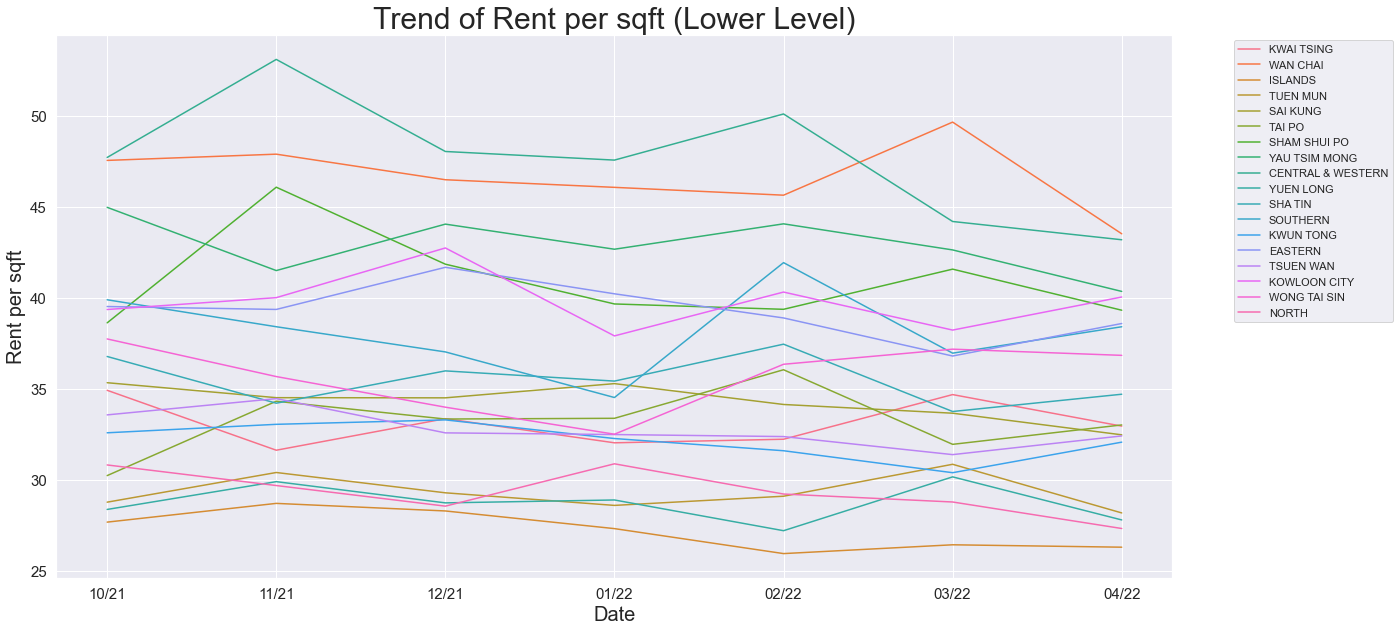 Trend of Rent per sqft (Lower Level)
50
45
40
35
30
25
Rent per sqft
10/21 11/21 12/21 01/22 02/22 03/22 04/22
Date
KWAI TSING
WAN CHAI
ISLANDS
TUEN MUN
SAI KUNG
TAI PO
SHAM SHUI PO
YAU TSIM MONG
CENTRAL & WESTERN
YUEN LONG
SHA TIN
SOUTHERN
KWUN TONG
EASTERN
TSUEN WAN
KOWLOON CITY
WONG TAI SIN
NORTH